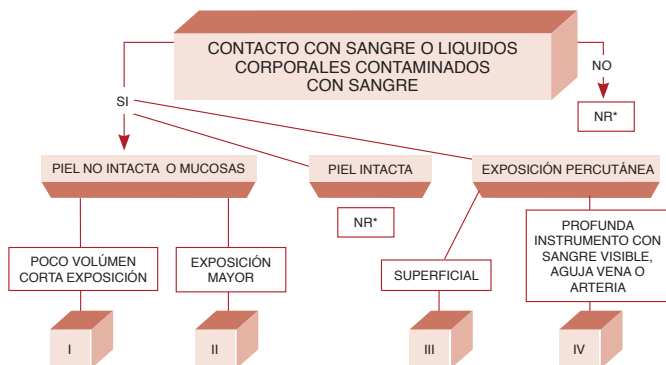 CONTACTO CON SANGRE O LIQUIDOS
CORPORALES CONTAMINADOS
CON SANGRE
NO
SI
NR*
PIEL NO INTACTA O MUCOSAS
PIEL INTACTA
EXPOSICIÓN PERCUTÁNEA
NR*
POCO VOLÚMEN
CORTA EXPOSICIÓN
EXPOSICIÓN
MAYOR
SUPERFICIAL
PROFUNDA
INSTRUMENTO CON
SANGRE VISIBLE,
AGUJA VENA O
ARTERIA
I
II
III
IV